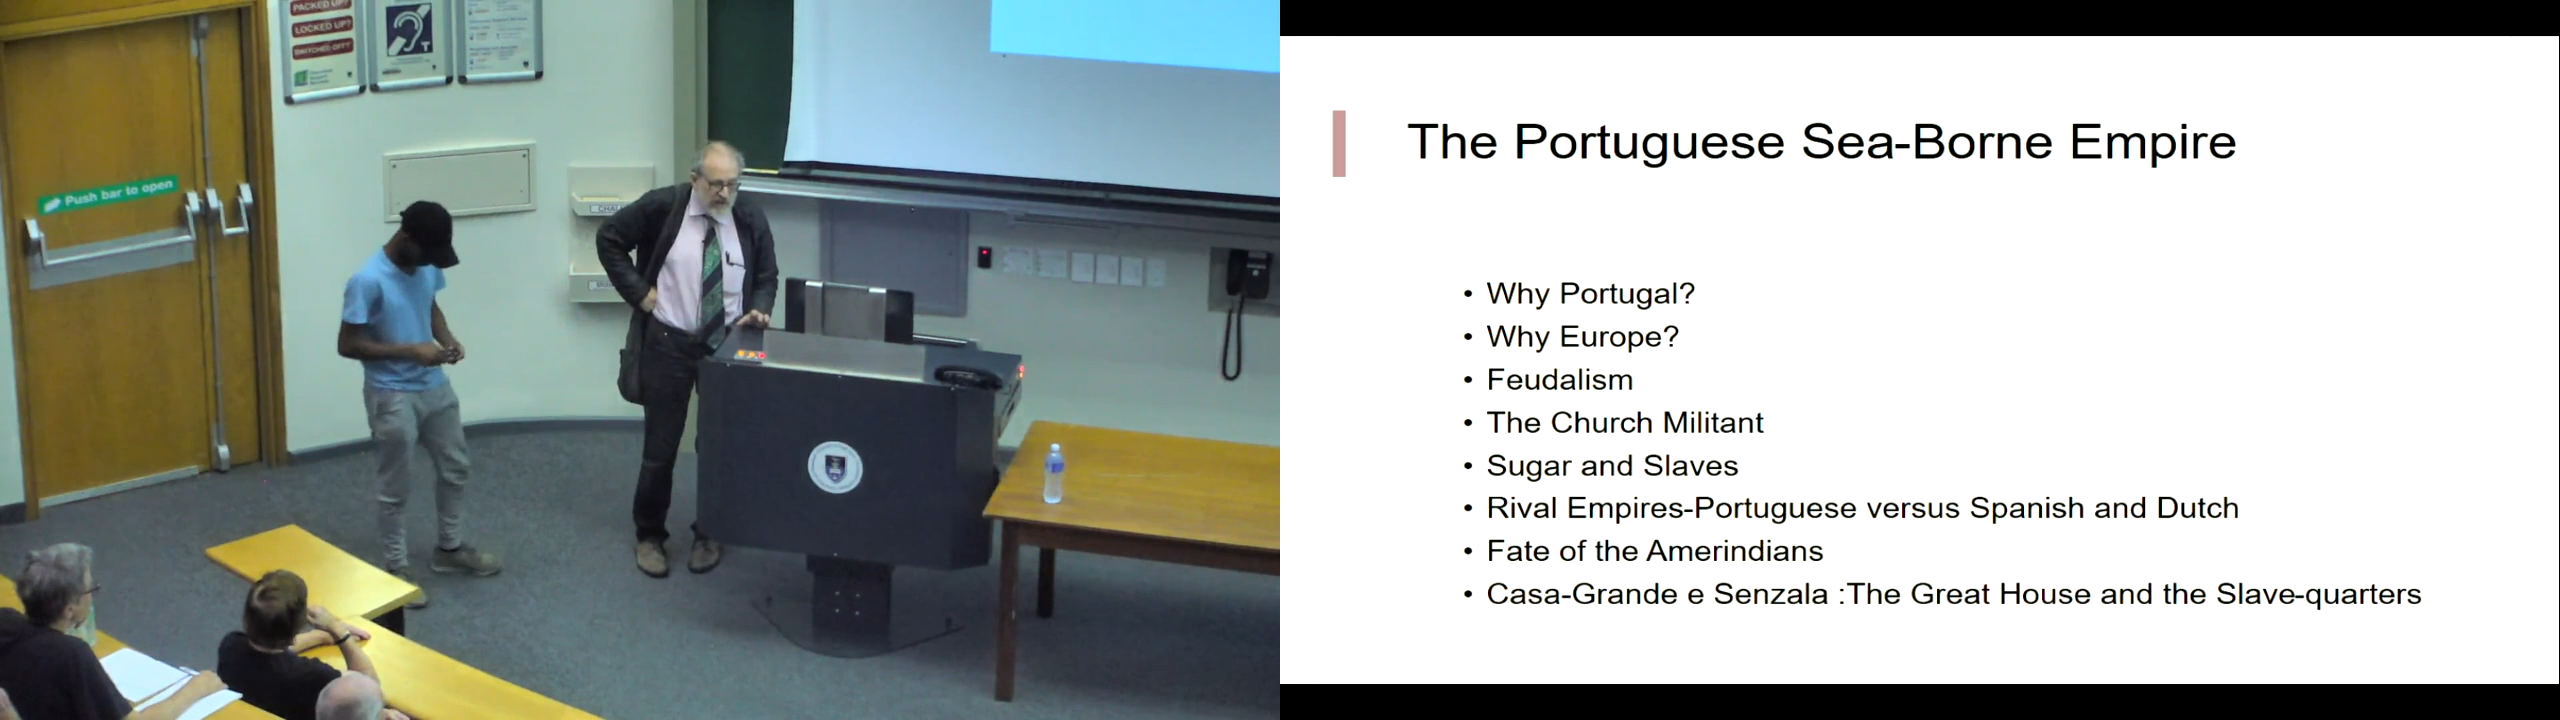 PACKED UP?
LOCKED UP?
SWITCHED OFF?
T
Push bar to open
CHALK
The Portuguese Sea-Borne Empire
• Why Portugal?
• Why Europe?
• Feudalism
• The Church Militant
• Sugar and Slaves
• Rival Empires-Portuguese versus Spanish and Dutch
• Fate of the Amerindians
• Casa-Grande e Senzala :The Great House and the Slave-quarters